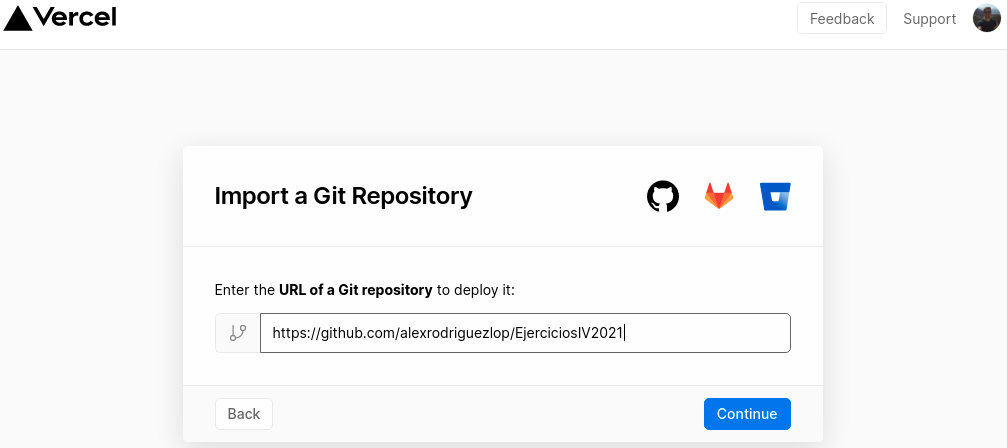 Vercel
Feedback
Support
Import a Git Repository
Enter the URL of a Git repository to deploy it:
https://github.com/alexrodriguezlop/EjerciciosIV2021
Back
Continue